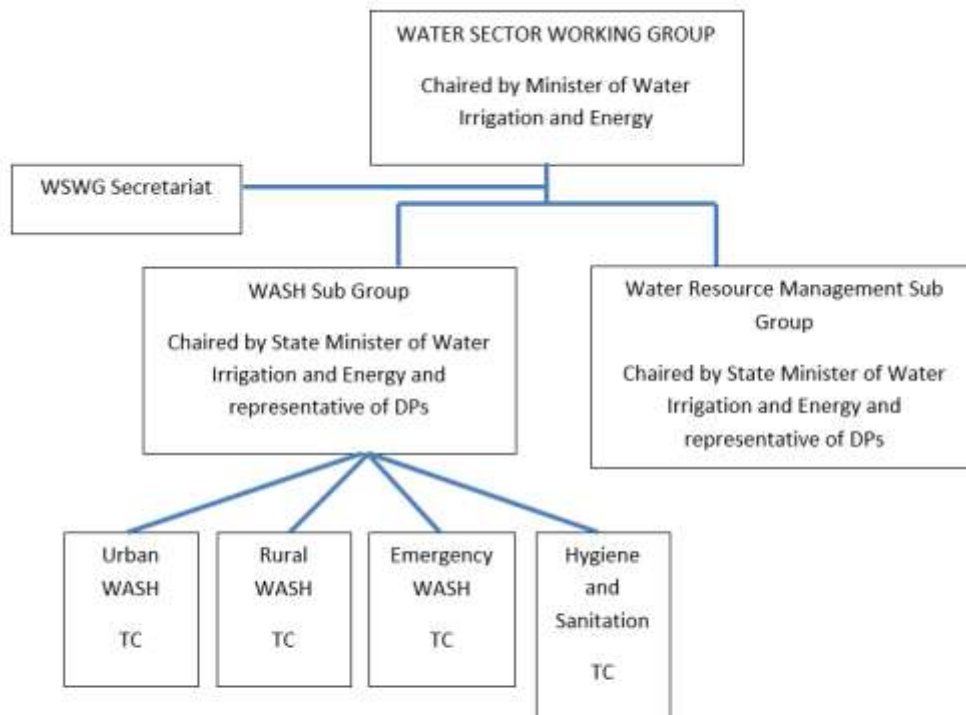 WATER SECTOR WORKING GROUP
Chaired by Minister of Water
Irrigation and Energy
WSWG Secretariat
WASH Sub Group
Chaired by State Minister of Water
Irrigation and Energy and
representative of DPs
Water Resource Management Sub
Group
Chaired by State Minister of Water
Irrigation and Energy and
representative of DPs
Urban
WASH
TC
Rural
WASH
TC
Emergency
WASH
TC
Hygiene
and
Sanitation
TC